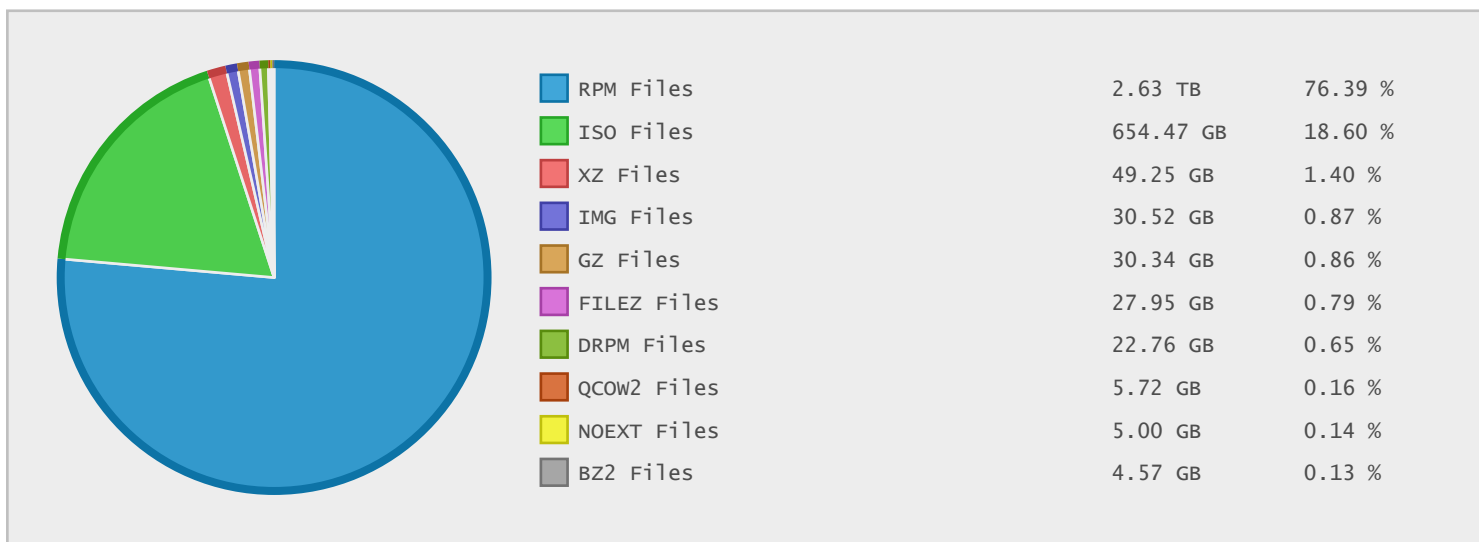 RPM Files 2.63 TB 76.39 %
ISO Files 654.47 GB 18.60 %
XZ Files 49.25 GB 1.40 %
IMG Files 30.52 GB 0.87 %
GZ Files 30.34 GB 0.86 %
FILEZ Files 27.95 GB 0.79 %
DRPM Files 22.76 GB 0.65 %
QCOW2 Files 5.72 GB 0.16 %
NOEXT Files 5.00 GB 0.14 %
BZ2 Files 4.57 GB 0.13 %